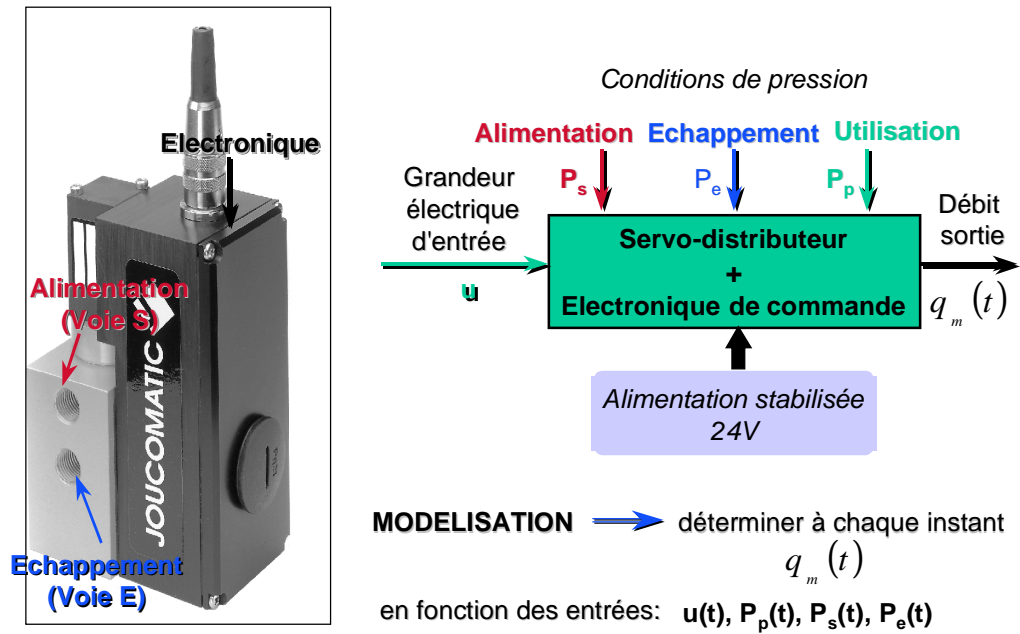 Electronique
Alimentation
(Voie S)
JOUCOMATIC
Echappement
(Voie E)
Conditions de pression
Alimentation Echappement Utilisation
Ps Pe Pp
Grandeur
électrique
d'entrée
u
Servo-distributeur
+
Electronique de commande
Débit
sortie
q_m (t)
Alimentation stabilisée
24V
MODELISATION déterminer à chaque instant
q_m (t)
en fonction des entrées: u(t), Pp(t), Ps(t), Pe(t)